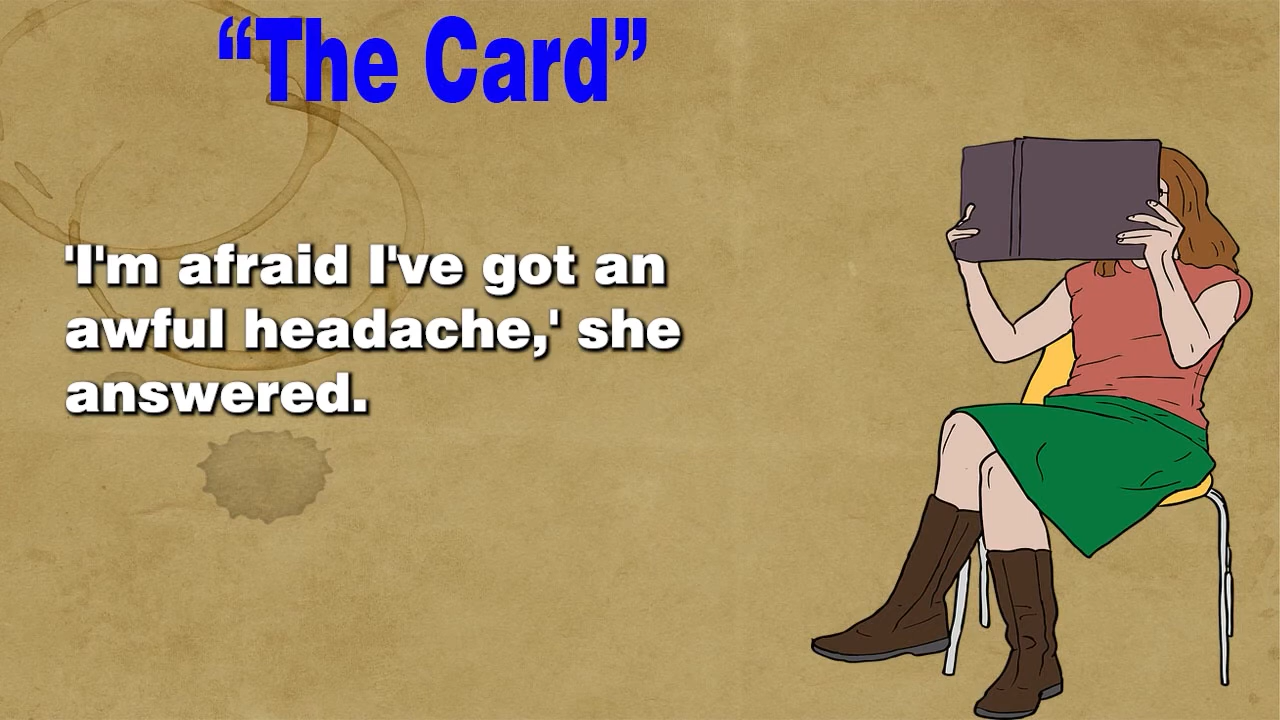 “The Card”
'I'm afraid I've got an
awful headache,' she
answered.